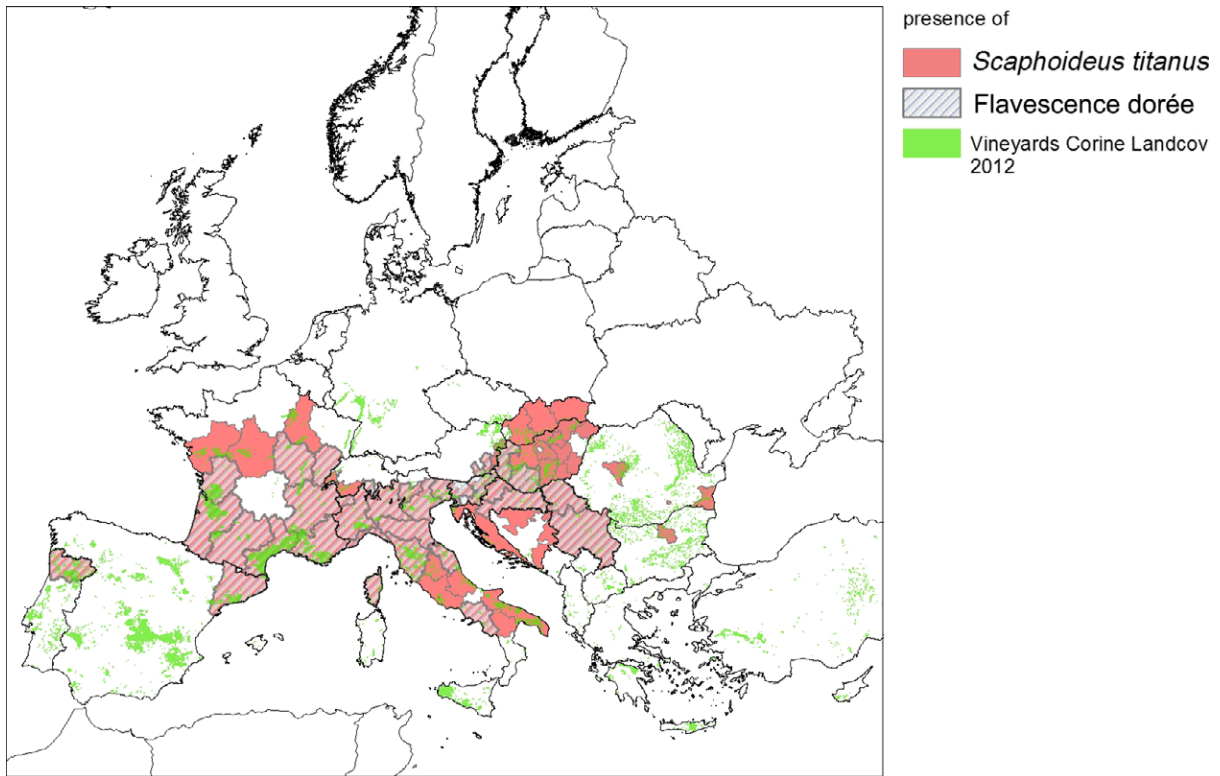 presence of
Scaphoideus titanus
Flavescence dorée
Vineyards Corine Landcov
2012